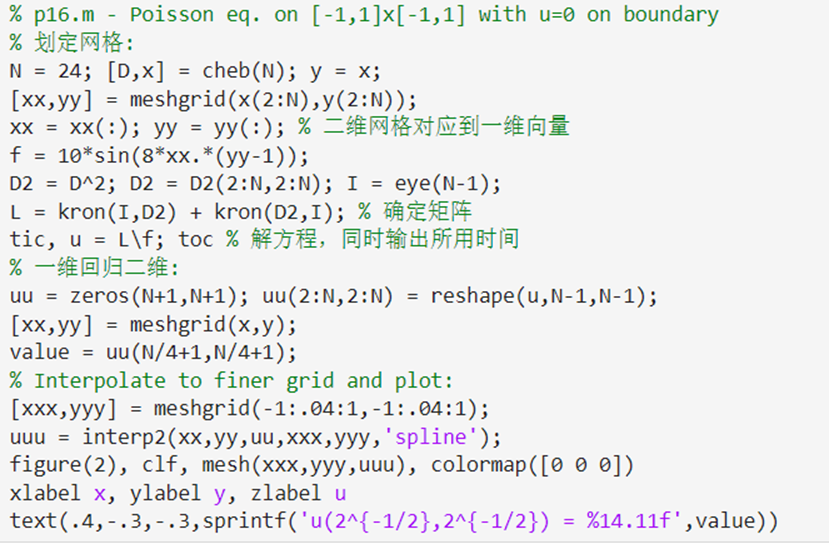 % p16.m - Poisson eq. on [-1,1]x[-1,1] with u=0 on boundary
% 划定网格:
N = 24; [D,x] = cheb(N); y = x;
[xx,yy] = meshgrid(x(2:N),y(2:N));
xx = xx(:); yy = yy(:); % 二维网格对应到一维向量
f = 10*sin(8*xx.*(yy-1));
D2 = D^2; D2 = D2(2:N,2:N); I = eye(N-1);
L = kron(I,D2) + kron(D2,I); % 确定矩阵
tic, u = L\f; toc % 解方程，同时输出所用时间
% 一维回归二维:
uu = zeros(N+1,N+1); uu(2:N,2:N) = reshape(u,N-1,N-1);
[xx,yy] = meshgrid(x,y);
value = uu(N/4+1,N/4+1);
% Interpolate to finer grid and plot:
[xxx,yyy] = meshgrid(-1:.04:1,-1:.04:1);
uuu = interp2(xx,yy,uu,xxx,yyy,'spline');
figure(2), clf, mesh(xxx,yyy,uuu), colormap([0 0 0])
xlabel x, ylabel y, zlabel u
text(.4,-.3,-.3,sprintf('u(2^{-1/2},2^{-1/2}) = %14.11f',value))